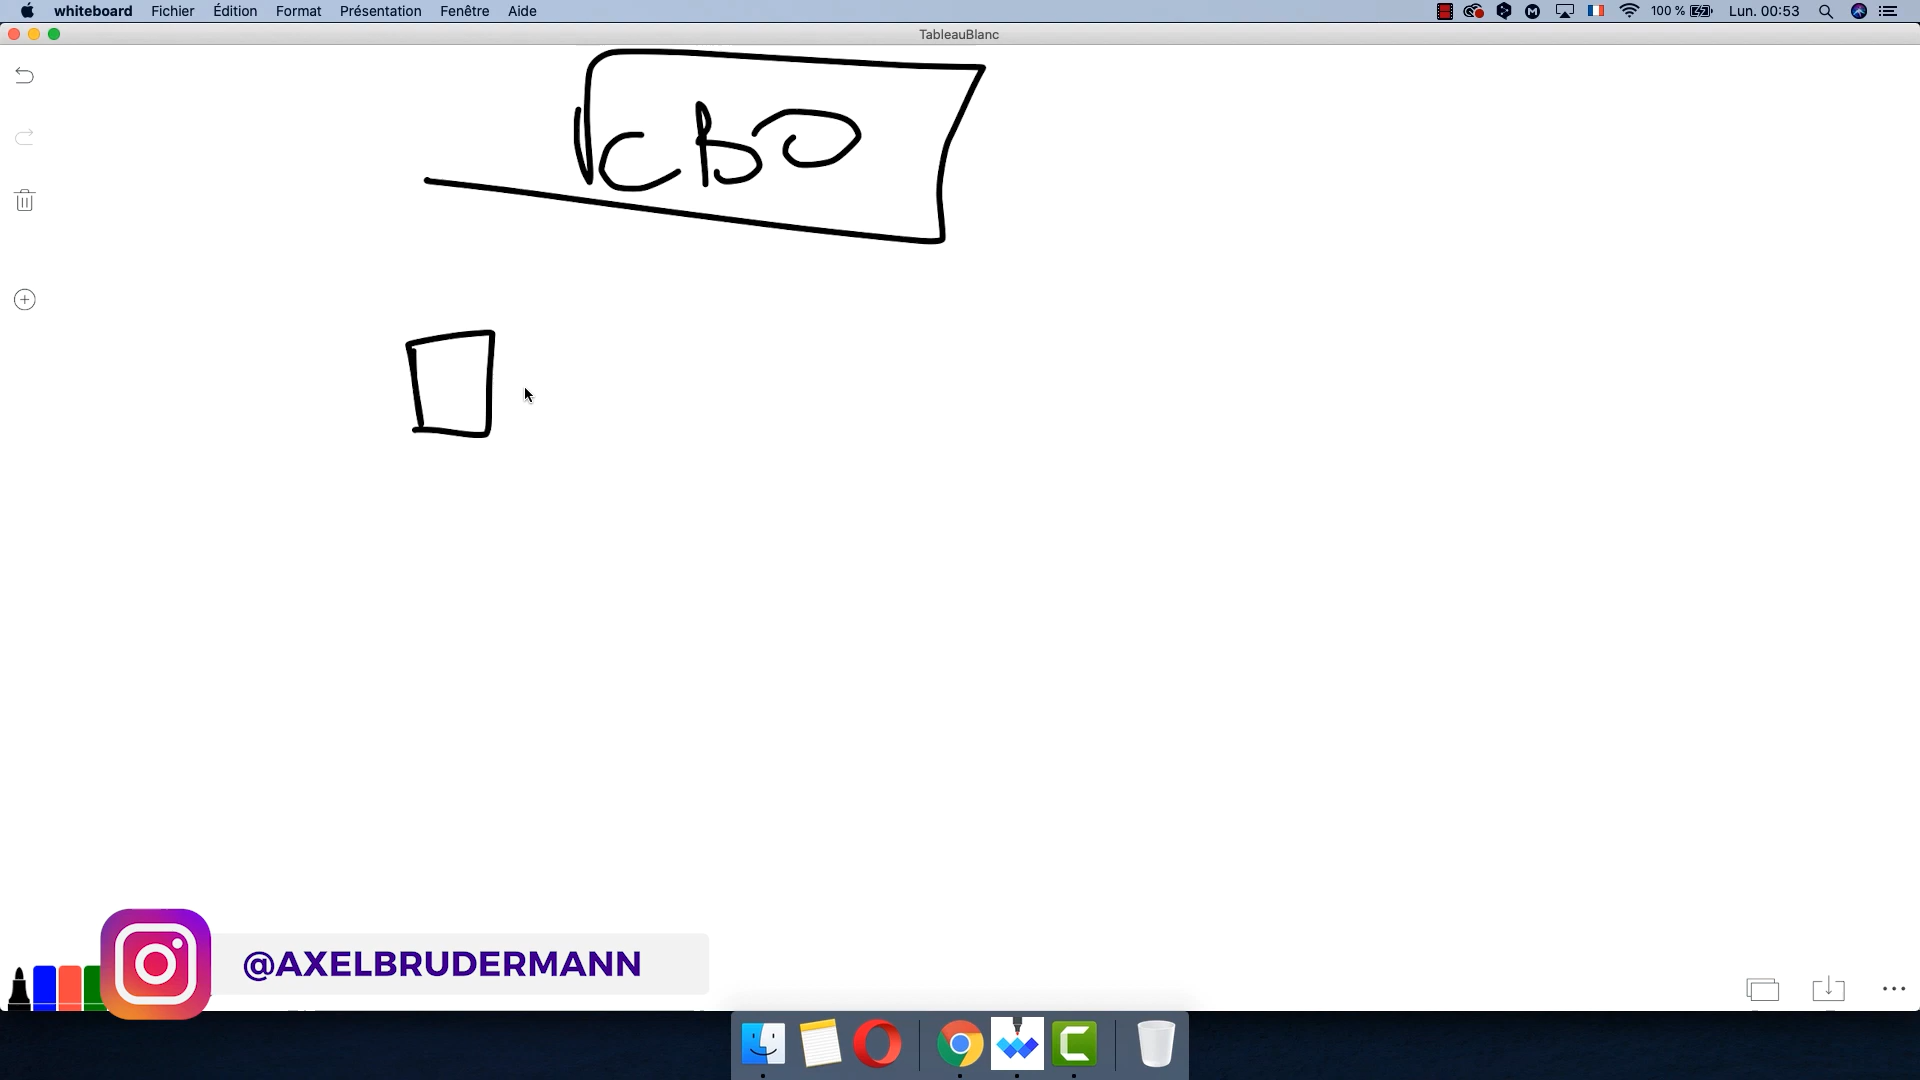 whiteboard Fichier Édition Format Présentation Fenêtre Aide 100 % Lun. 00:53
TableauBlanc
CBO
@AXELBRUDERMANN